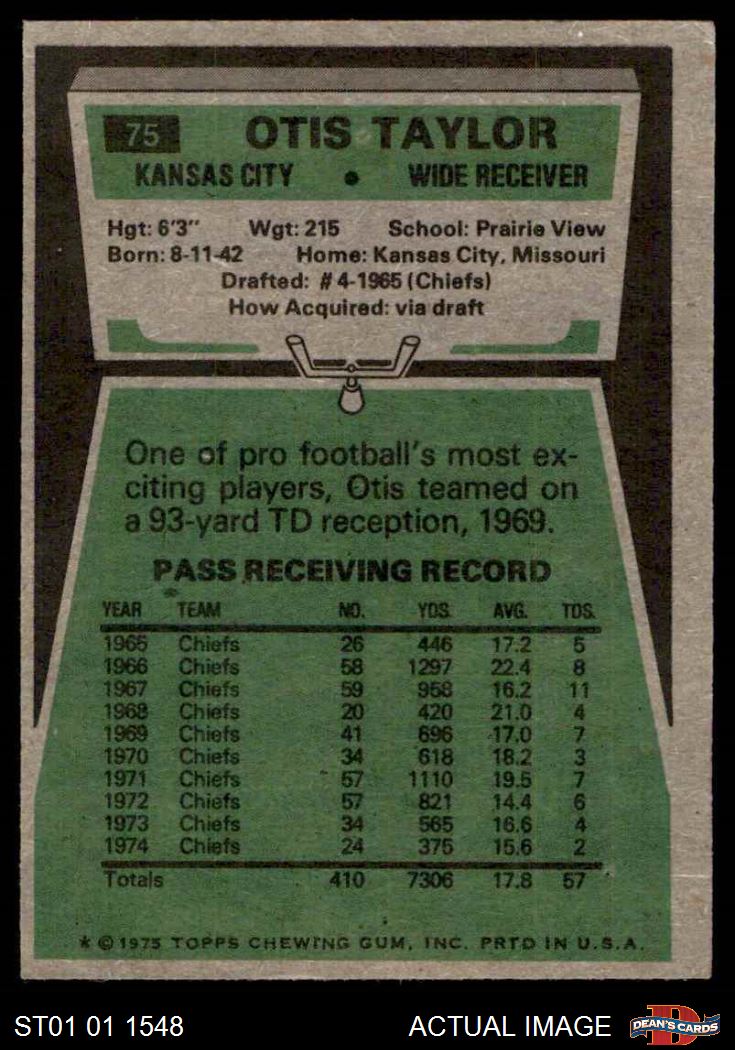 75 OTIS TAYLOR
KANSAS CITY • WIDE RECEIVER
Hgt: 6'3" Wgt: 215 School: Prairie View
Born: 8-11-42 Home: Kansas City, Missouri
Drafted: #4-1965 (Chiefs)
How Acquired: via draft
One of pro football's most ex-
citing players, Otis teamed on
a 93-yard TD reception, 1969.
PASS RECEIVING RECORD
YEAR TEAM NO. YDS. AVG. TDS.
1965 Chiefs 26 446 17.2 5
1966 Chiefs 58 1297 22.4 8
1967 Chiefs 59 958 16.2 11
1968 Chiefs 20 420 21.0 4
1969 Chiefs 41 696 17.0 7
1970 Chiefs 34 618 18.2 3
1971 Chiefs 57 1110 19.5 7
1972 Chiefs 57 821 14.4 6
1973 Chiefs 34 565 16.6 4
1974 Chiefs 24 375 15.6 2
Totals 410 7306 17.8 57
* © 1975 TOPPS CHEWING GUM, INC. PRTD IN U.S.A.
ST01 01 1548 ACTUAL IMAGE D DEAN'S CARDS